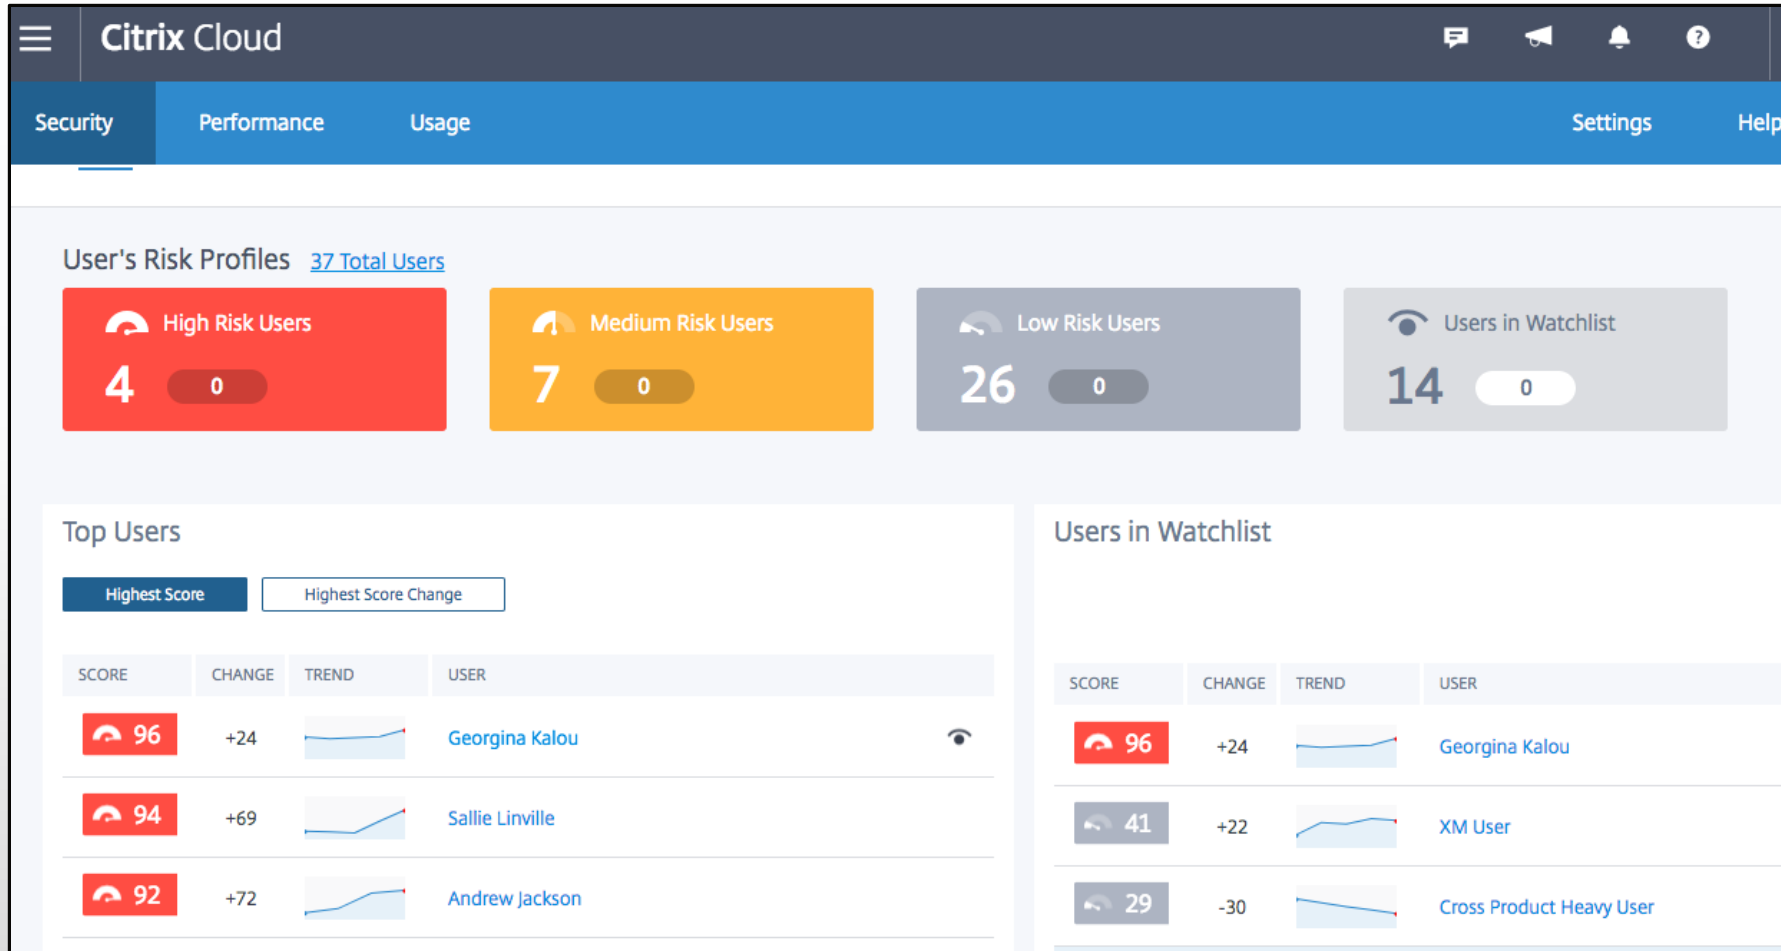 Citrix Cloud
Security Performance Usage Settings Help
User's Risk Profiles 37 Total Users
High Risk Users
4 0
Medium Risk Users
7 0
Low Risk Users
26 0
Users in Watchlist
14 0
Top Users
Highest Score Highest Score Change
SCORE CHANGE TREND USER
96 +24 Georgina Kalou
94 +69 Sallie Linville
92 +72 Andrew Jackson
Users in Watchlist
SCORE CHANGE TREND USER
96 +24 Georgina Kalou
41 +22 XM User
29 -30 Cross Product Heavy User